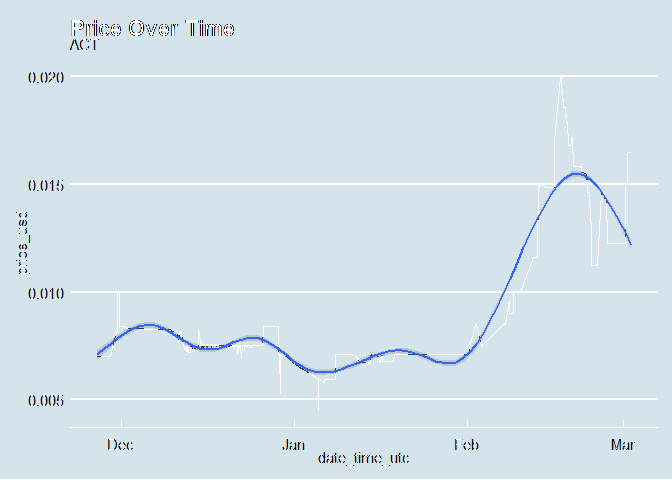 Price Over Time
ACT
0.020
0.015
0.010
0.005
price_usd
Dec
Jan
Feb
Mar
date_time_utc